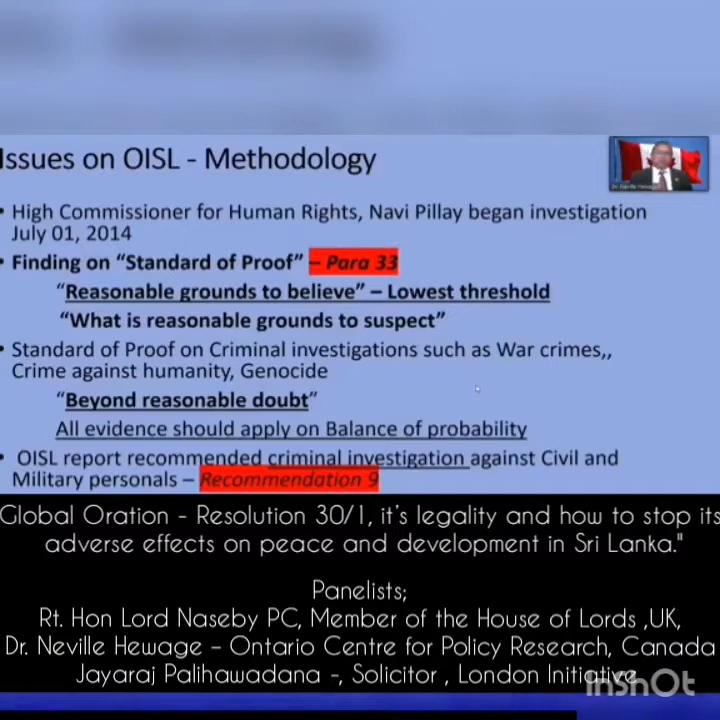 Issues on OISL - Methodology
Dr. Neville Hewage
• High Commissioner for Human Rights, Navi Pillay began investigation
July 01, 2014
• Finding on “Standard of Proof” – Para 33
“Reasonable grounds to believe” – Lowest threshold
“What is reasonable grounds to suspect”
• Standard of Proof on Criminal investigations such as War crimes,,
Crime against humanity, Genocide
“Beyond reasonable doubt”
All evidence should apply on Balance of probability
• OISL report recommended criminal investigation against Civil and
Military personals – Recommendation 9
Global Oration - Resolution 30/1, it's legality and how to stop its
adverse effects on peace and development in Sri Lanka."
Panelists;
Rt. Hon Lord Naseby PC, Member of the House of Lords ,UK,
Dr. Neville Hewage – Ontario Centre for Policy Research, Canada
Jayaraj Palihawadana -, Solicitor , London Initiative
InShOt